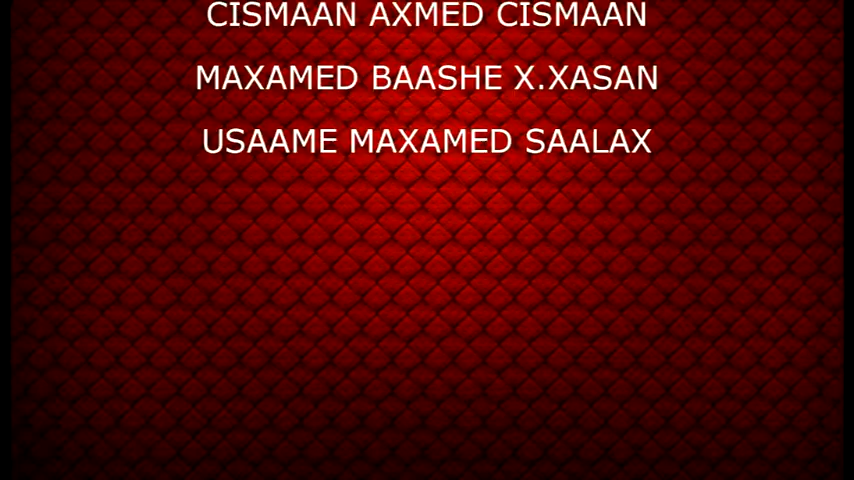 CISMAAN AXMED CISMAAN
MAXAMED BAASHE X.XASAN
USAAME MAXAMED SAALAX